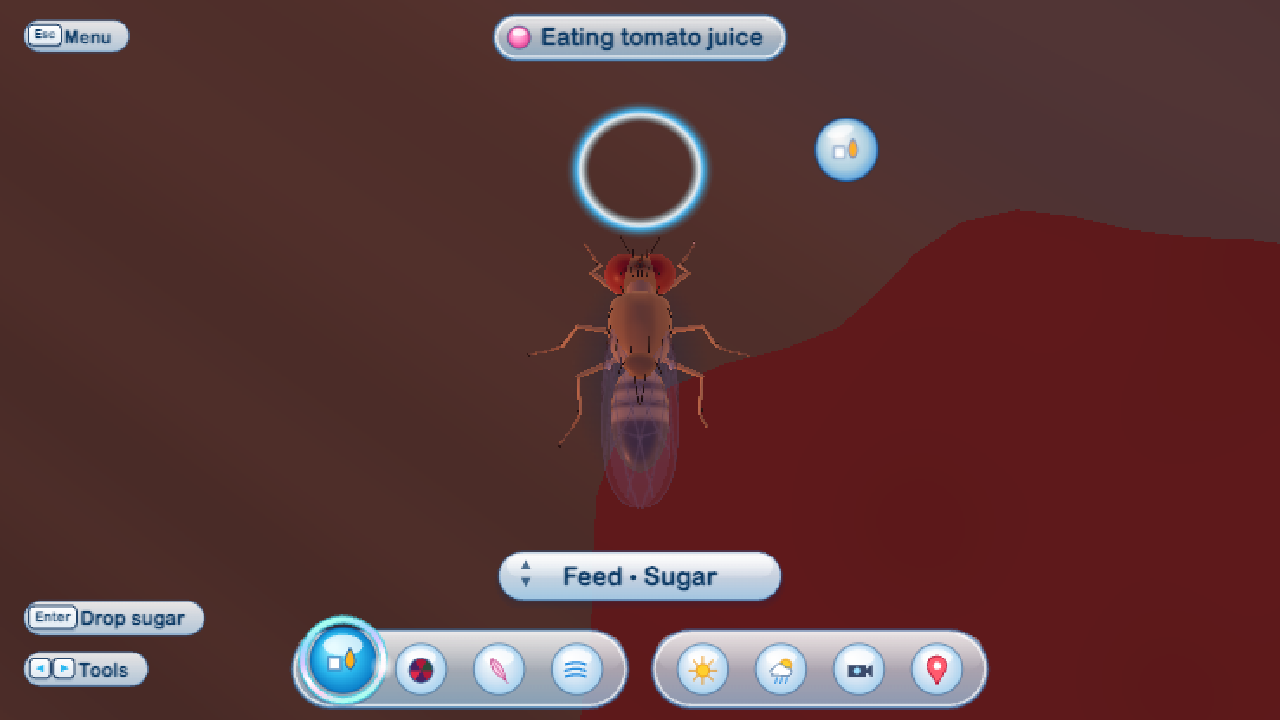 Esc Menu
Eating tomato juice
Feed • Sugar
Enter Drop sugar
Tools